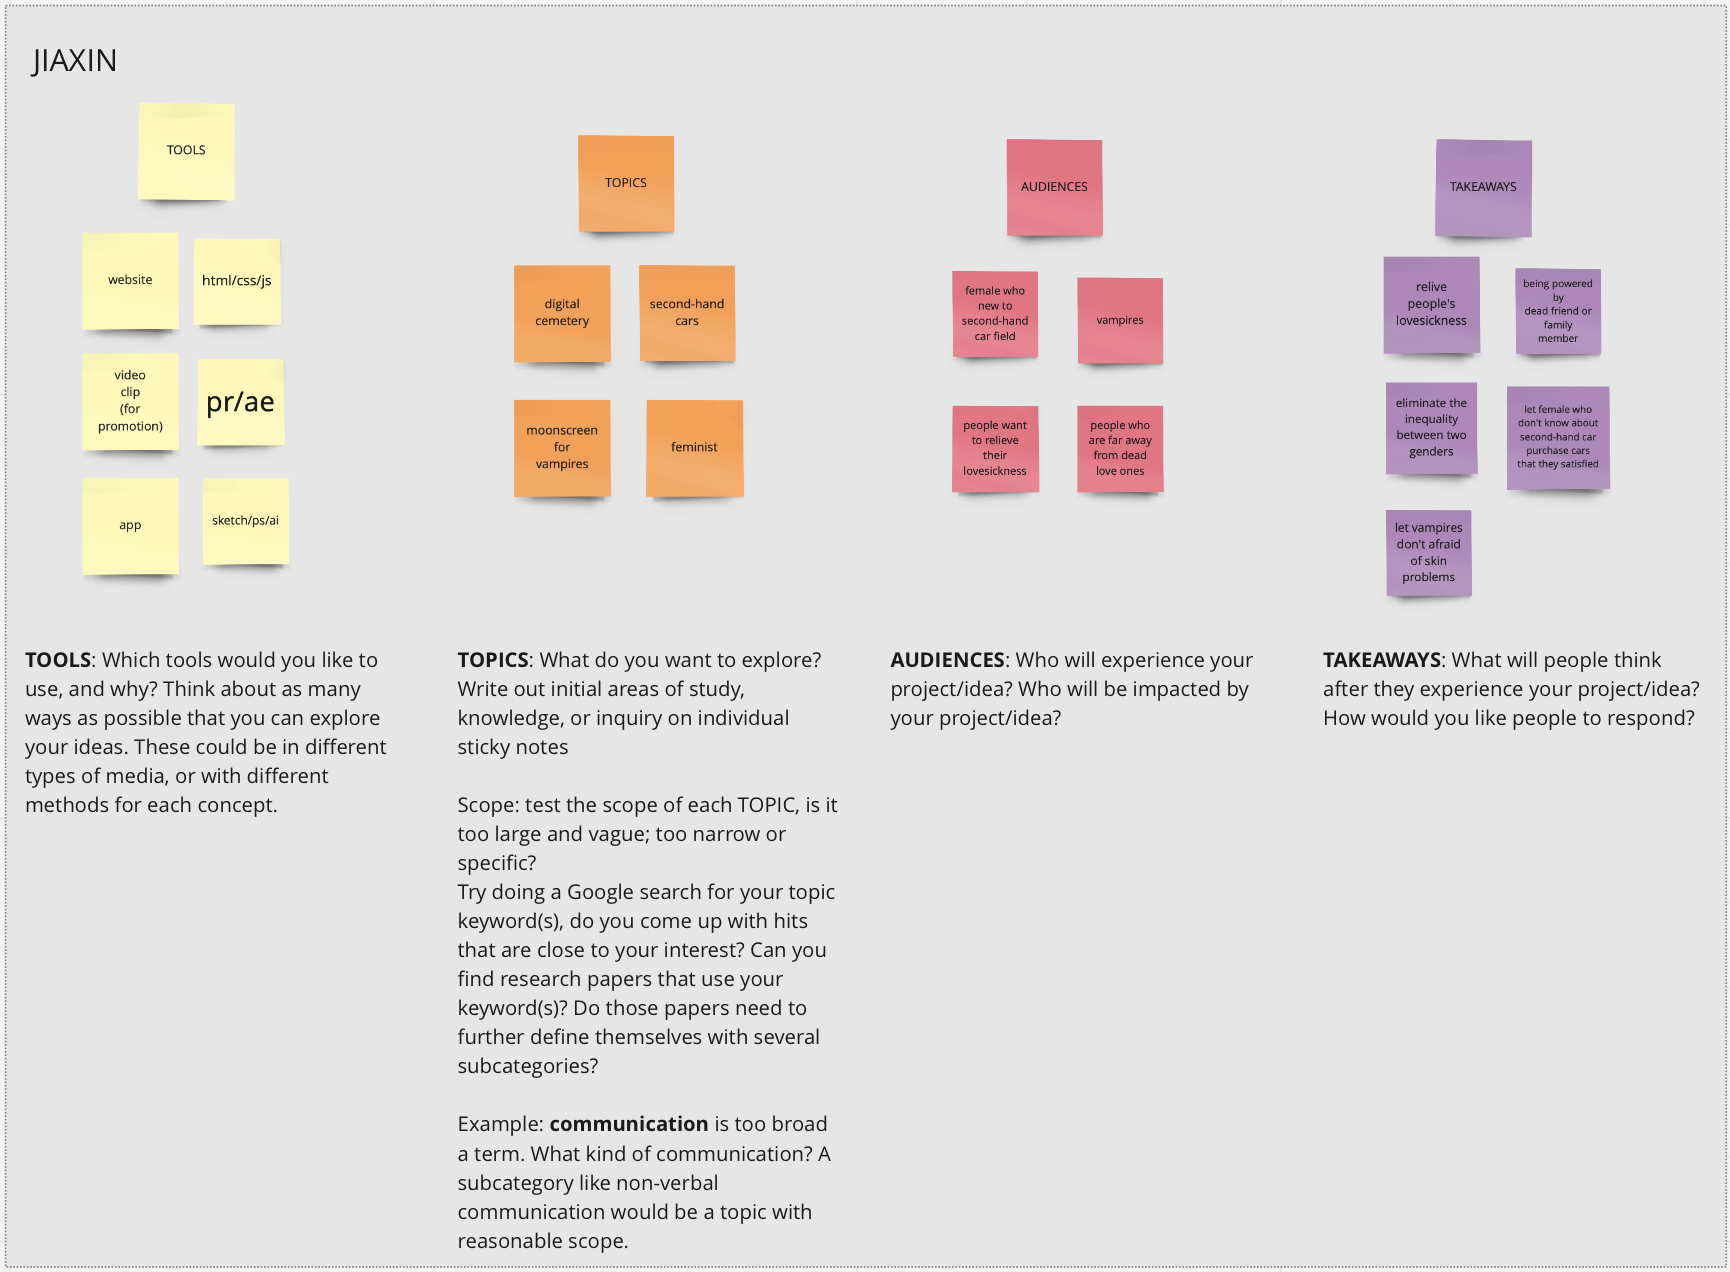 JIAXIN
TOOLS
website
html/css/js
video
clip
(for
promotion)
pr/ae
app
sketch/ps/ai
TOPICS
digital
cemetery
second-hand
cars
moonscreen
for
vampires
feminist
AUDIENCES
female who
new to
second-hand
car field
vampires
people want
to relieve
their
lovesickness
people who
are far away
from dead
love ones
TAKEAWAYS
relive
people's
lovesickness
being powered
by
dead friend or
family
member
eliminate the
inequality
between two
genders
let female who
don't know about
second-hand car
purchase cars
that they satisfied
let vampires
don't afraid
of skin
problems
TOOLS: Which tools would you like to
use, and why? Think about as many
ways as possible that you can explore
your ideas. These could be in different
types of media, or with different
methods for each concept.
TOPICS: What do you want to explore?
Write out initial areas of study,
knowledge, or inquiry on individual
sticky notes
Scope: test the scope of each TOPIC, is it
too large and vague; too narrow or
specific?
Try doing a Google search for your topic
keyword(s), do you come up with hits
that are close to your interest? Can you
find research papers that use your
keyword(s)? Do those papers need to
further define themselves with several
subcategories?
Example: communication is too broad
a term. What kind of communication? A
subcategory like non-verbal
communication would be a topic with
reasonable scope.
AUDIENCES: Who will experience your
project/idea? Who will be impacted by
your project/idea?
TAKEAWAYS: What will people think
after they experience your project/idea?
How would you like people to respond?